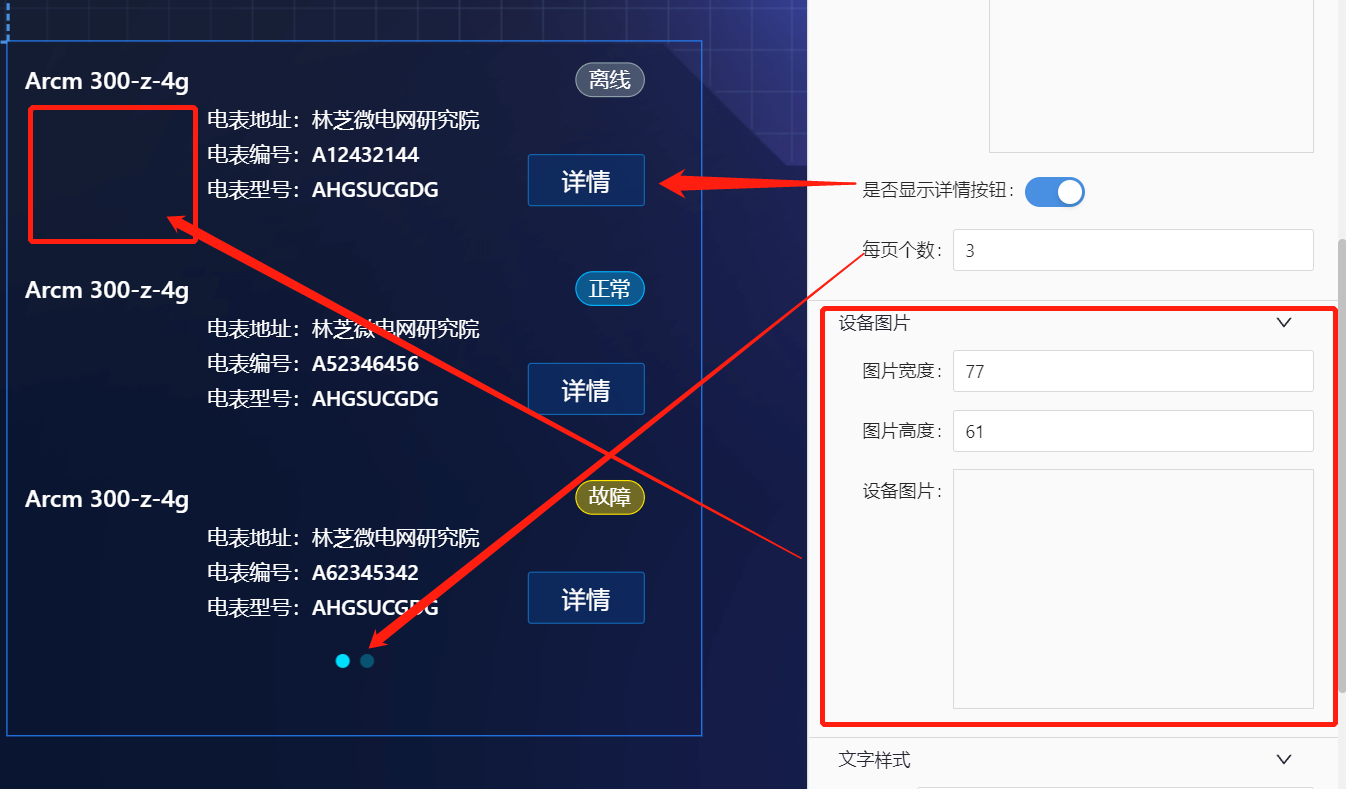 Arcm 300-z-4g
离线
电表地址：林芝微电网研究院
电表编号：A12432144
电表型号：AHGSUCGDG
详情
Arcm 300-z-4g
正常
电表地址：林芝微电网研究院
电表编号：A52346456
电表型号：AHGSUCGDG
详情
Arcm 300-z-4g
故障
电表地址：林芝微电网研究院
电表编号：A62345342
电表型号：AHGSUCGDG
详情
是否显示详情按钮：
每页个数：
3
设备图片
图片宽度：
77
图片高度：
61
设备图片：
文字样式